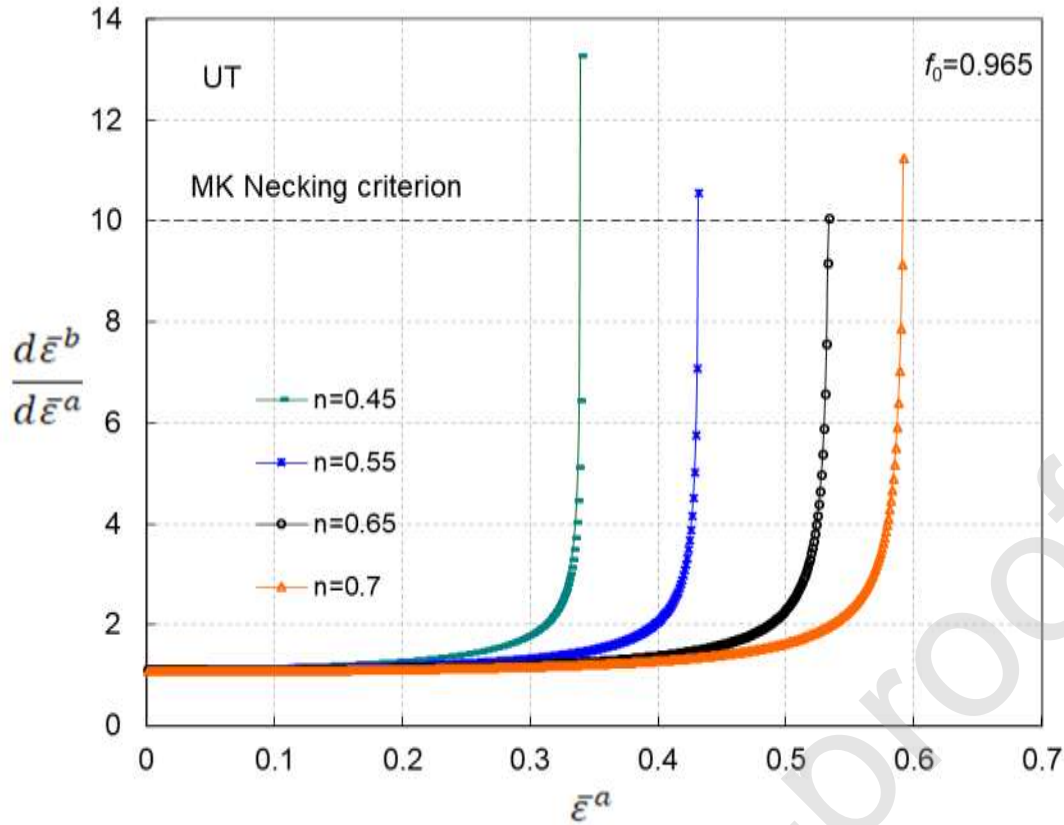 14
UT
f₀=0.965
12
MK Necking criterion
10
8
dε̄ᵇ
dε̄ᵃ
6
n=0.45
n=0.55
4
n=0.65
n=0.7
2
0
0 0.1 0.2 0.3 0.4 0.5 0.6 0.7
ε̄ᵃ
proof